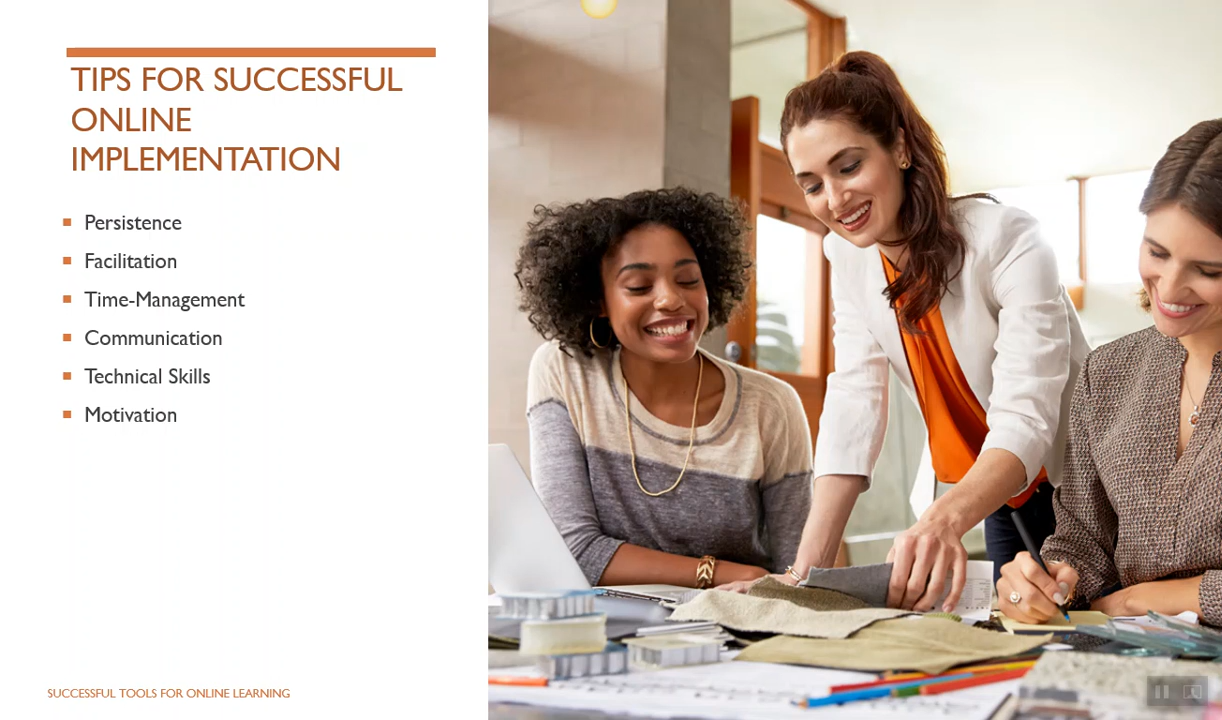 TIPS FOR SUCCESSFUL
ONLINE
IMPLEMENTATION
Persistence
Facilitation
Time-Management
Communication
Technical Skills
Motivation
SUCCESSFUL TOOLS FOR ONLINE LEARNING